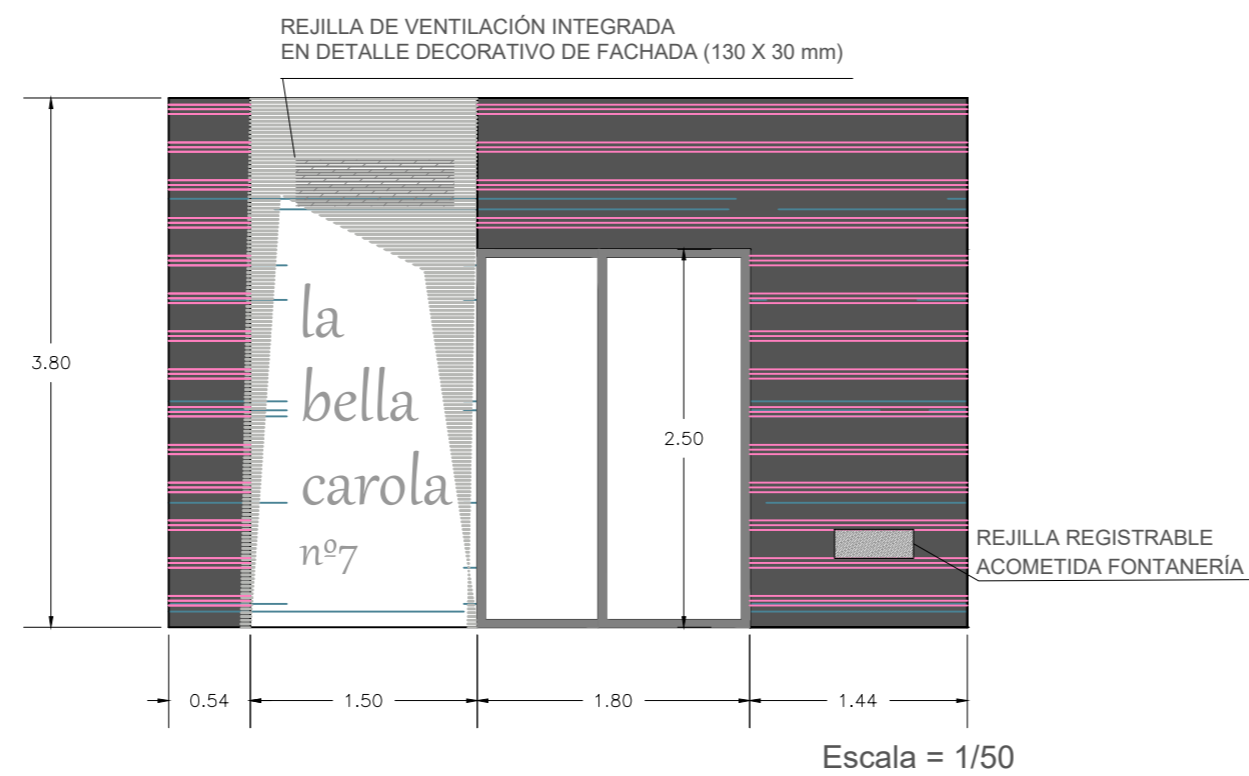 REJILLA DE VENTILACIÓN INTEGRADA
EN DETALLE DECORATIVO DE FACHADA (130 X 30 mm)
3.80
la
bella
carola
nº7
2.50
REJILLA REGISTRABLE
ACOMETIDA FONTANERÍA
0.54
1.50
1.80
1.44
Escala = 1/50